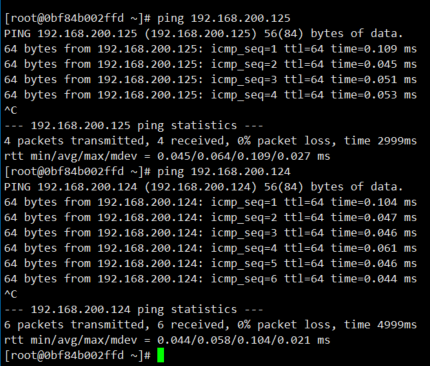 [root@0bf84b002ffd ~]# ping 192.168.200.125
PING 192.168.200.125 (192.168.200.125) 56(84) bytes of data.
64 bytes from 192.168.200.125: icmp_seq=1 ttl=64 time=0.109 ms
64 bytes from 192.168.200.125: icmp_seq=2 ttl=64 time=0.045 ms
64 bytes from 192.168.200.125: icmp_seq=3 ttl=64 time=0.051 ms
64 bytes from 192.168.200.125: icmp_seq=4 ttl=64 time=0.053 ms
^C
--- 192.168.200.125 ping statistics ---
4 packets transmitted, 4 received, 0% packet loss, time 2999ms
rtt min/avg/max/mdev = 0.045/0.064/0.109/0.027 ms
[root@0bf84b002ffd ~]# ping 192.168.200.124
PING 192.168.200.124 (192.168.200.124) 56(84) bytes of data.
64 bytes from 192.168.200.124: icmp_seq=1 ttl=64 time=0.104 ms
64 bytes from 192.168.200.124: icmp_seq=2 ttl=64 time=0.047 ms
64 bytes from 192.168.200.124: icmp_seq=3 ttl=64 time=0.046 ms
64 bytes from 192.168.200.124: icmp_seq=4 ttl=64 time=0.061 ms
64 bytes from 192.168.200.124: icmp_seq=5 ttl=64 time=0.046 ms
64 bytes from 192.168.200.124: icmp_seq=6 ttl=64 time=0.044 ms
^C
--- 192.168.200.124 ping statistics ---
6 packets transmitted, 6 received, 0% packet loss, time 4999ms
rtt min/avg/max/mdev = 0.044/0.058/0.104/0.021 ms
[root@0bf84b002ffd ~]#